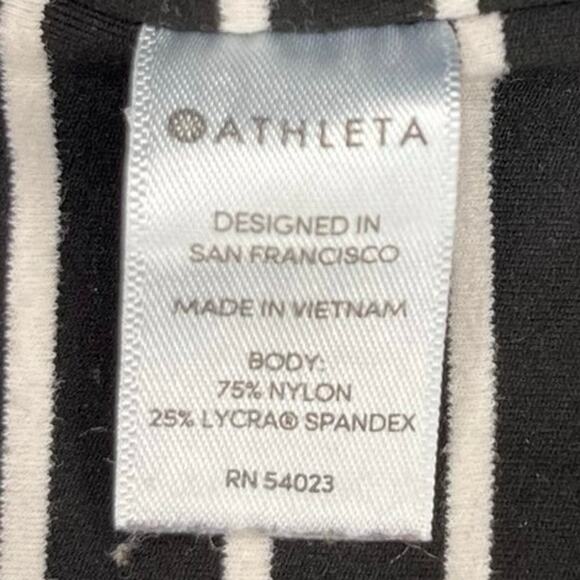 ATHLETA
DESIGNED IN
SAN FRANCISCO
MADE IN VIETNAM
BODY:
75% NYLON
25% LYCRA® SPANDEX
RN 54023